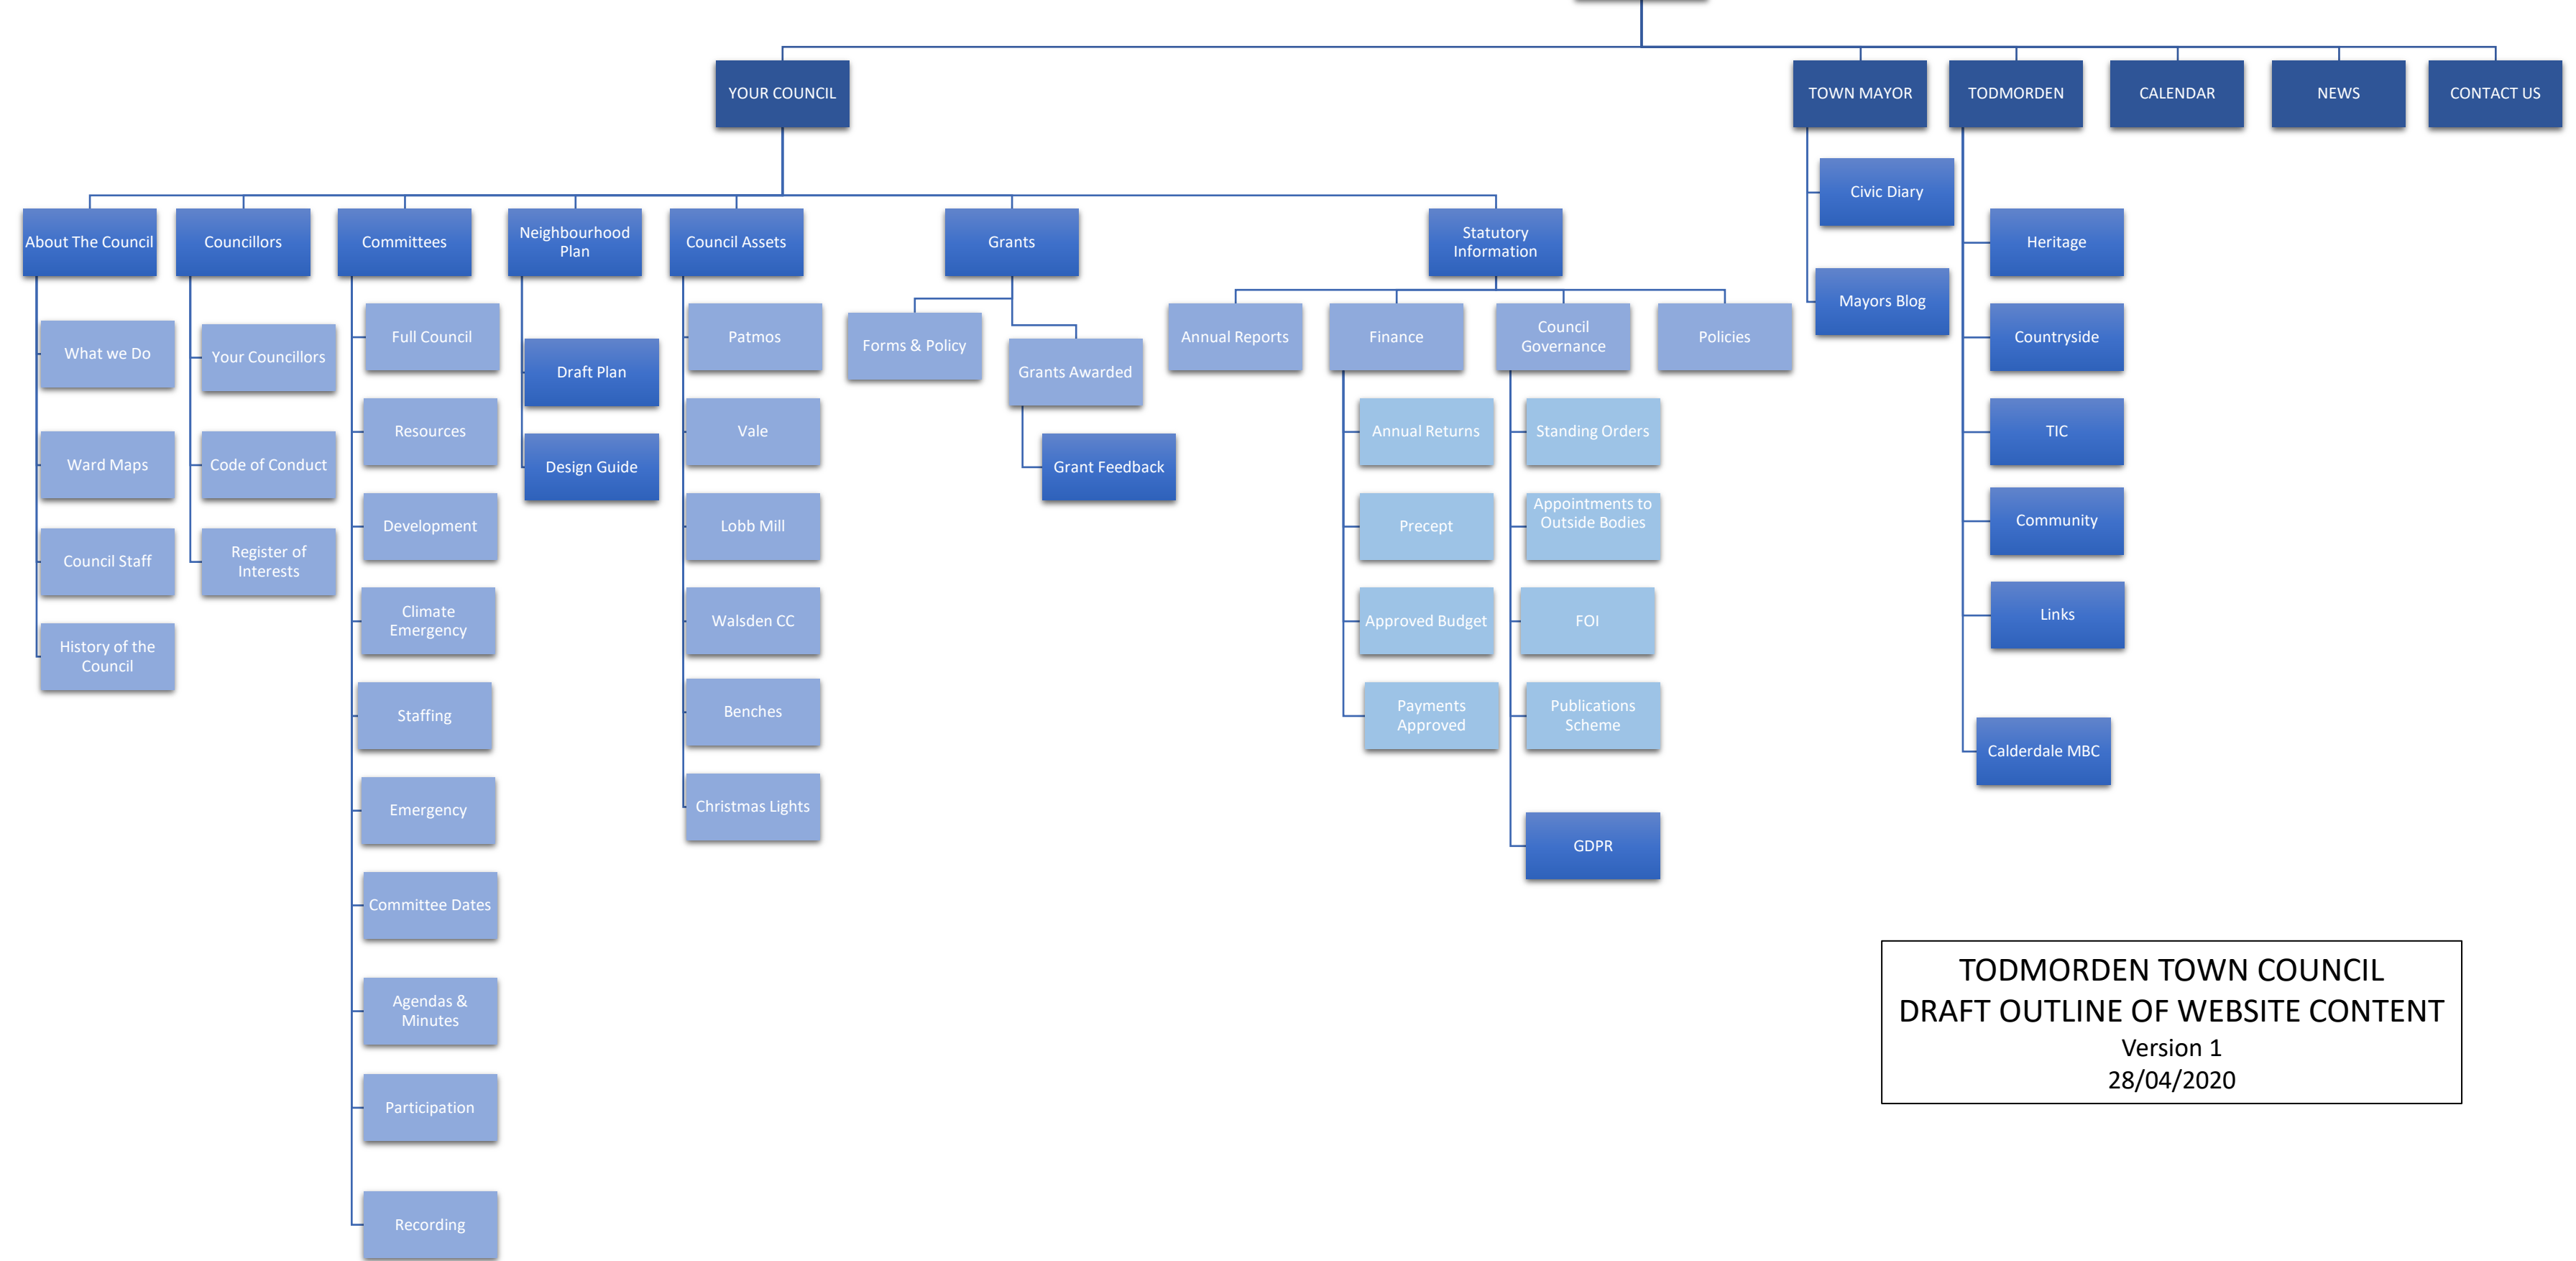 YOUR COUNCIL
TOWN MAYOR
TODMORDEN
CALENDAR
NEWS
CONTACT US
About The Council
What we Do
Ward Maps
Council Staff
History of the
Council
Councillors
Your Councillors
Code of Conduct
Register of
Interests
Committees
Full Council
Resources
Development
Climate
Emergency
Staffing
Emergency
Committee Dates
Agendas &
Minutes
Participation
Recording
Neighbourhood
Plan
Draft Plan
Design Guide
Council Assets
Patmos
Vale
Lobb Mill
Walsden CC
Benches
Christmas Lights
Grants
Forms & Policy
Grants Awarded
Grant Feedback
Statutory
Information
Annual Reports
Finance
Annual Returns
Precept
Approved Budget
Payments
Approved
Council
Governance
Standing Orders
Appointments to
Outside Bodies
FOI
Publications
Scheme
GDPR
Policies
Civic Diary
Mayors Blog
Heritage
Countryside
TIC
Community
Links
Calderdale MBC
TODMORDEN TOWN COUNCIL
DRAFT OUTLINE OF WEBSITE CONTENT
Version 1
28/04/2020